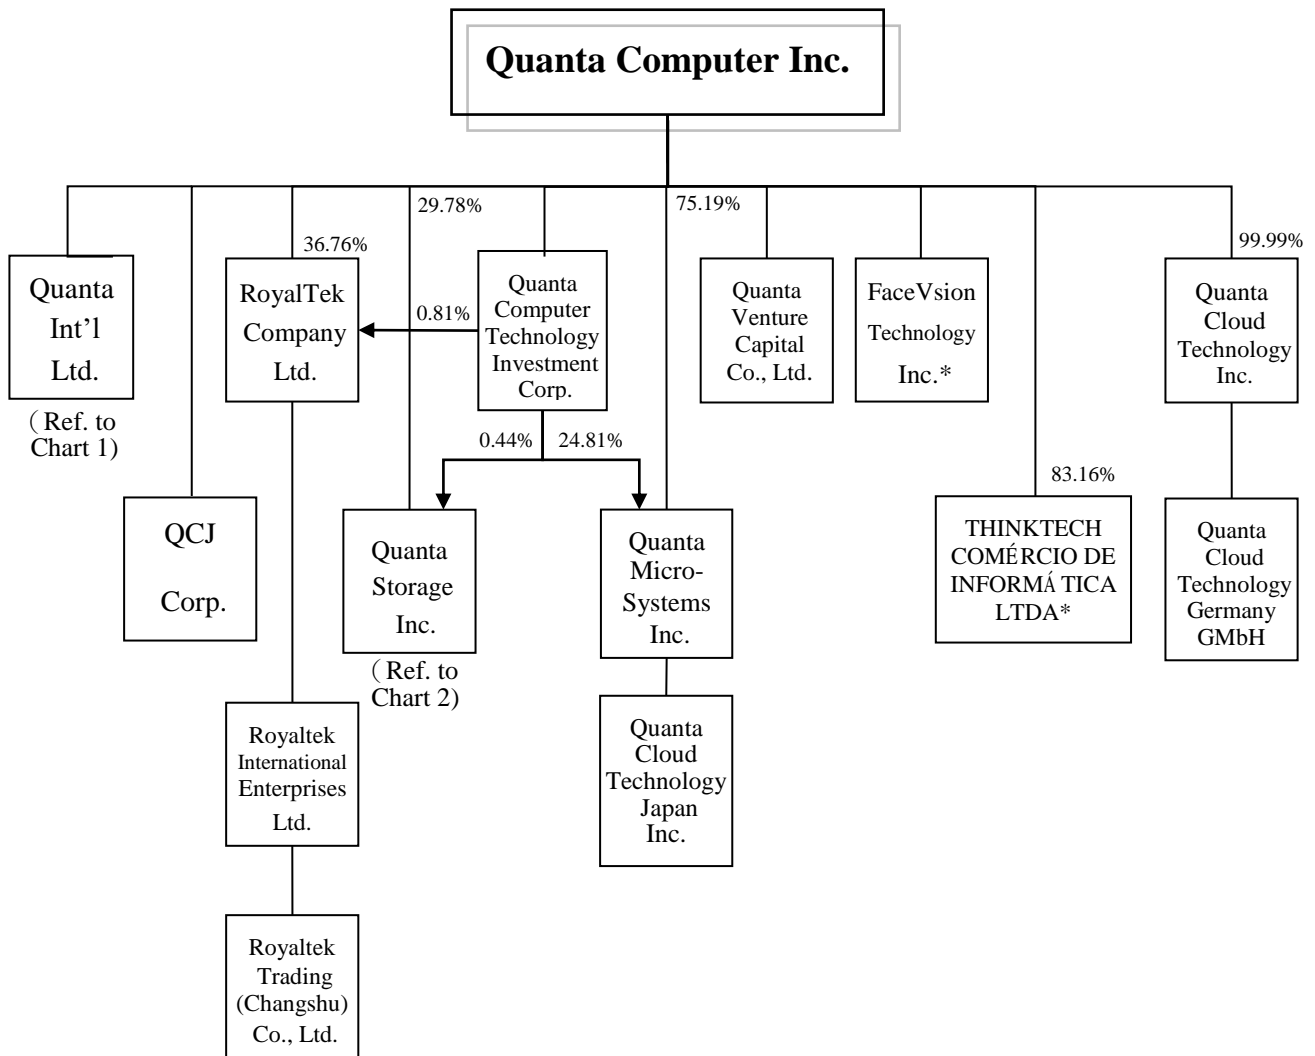 Quanta Computer Inc.
29.78%
75.19%
36.76%
99.99%
Quanta
Int’l
Ltd.
(Ref. to
Chart 1)
RoyalTek
Company
Ltd.
0.81%
Quanta
Computer
Technology
Investment
Corp.
Quanta
Venture
Capital
Co., Ltd.
FaceVsion
Technology
Inc.*
Quanta
Cloud
Technology
Inc.
0.44%
24.81%
83.16%
QCJ
Corp.
Quanta
Storage
Inc.
(Ref. to
Chart 2)
Quanta
Micro-
Systems
Inc.
THINKTECH
COMÉRCIO DE
INFORMÁ TICA
LTDA*
Quanta
Cloud
Technology
Germany
GMbH
Royaltek
International
Enterprises
Ltd.
Quanta
Cloud
Technology
Japan
Inc.
Royaltek
Trading
(Changshu)
Co., Ltd.